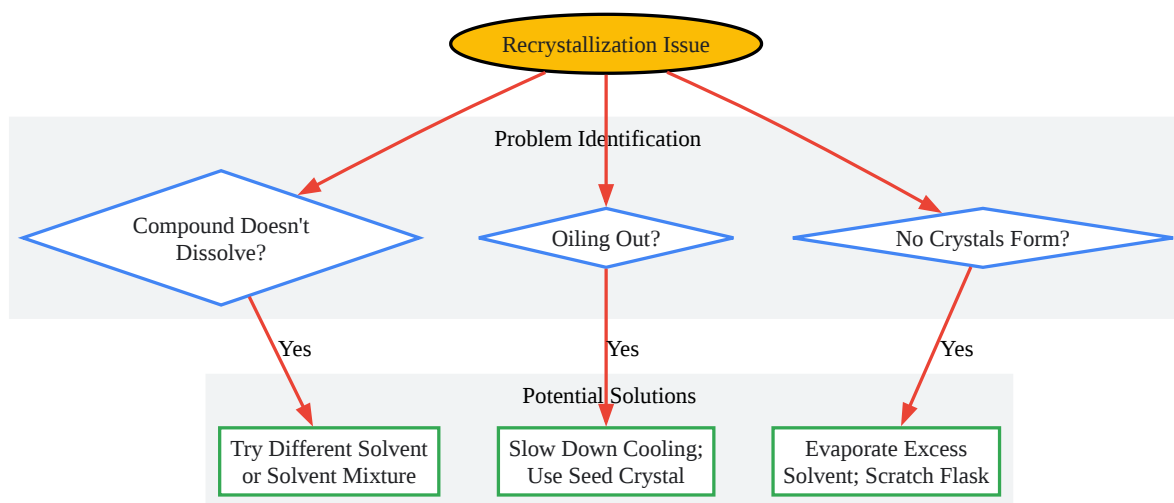 Recrystallization Issue
Problem Identification
Compound Doesn't
Dissolve?
Oiling Out?
No Crystals Form?
Yes
Yes
Yes
Potential Solutions
Try Different Solvent
or Solvent Mixture
Slow Down Cooling;
Use Seed Crystal
Evaporate Excess
Solvent; Scratch Flask